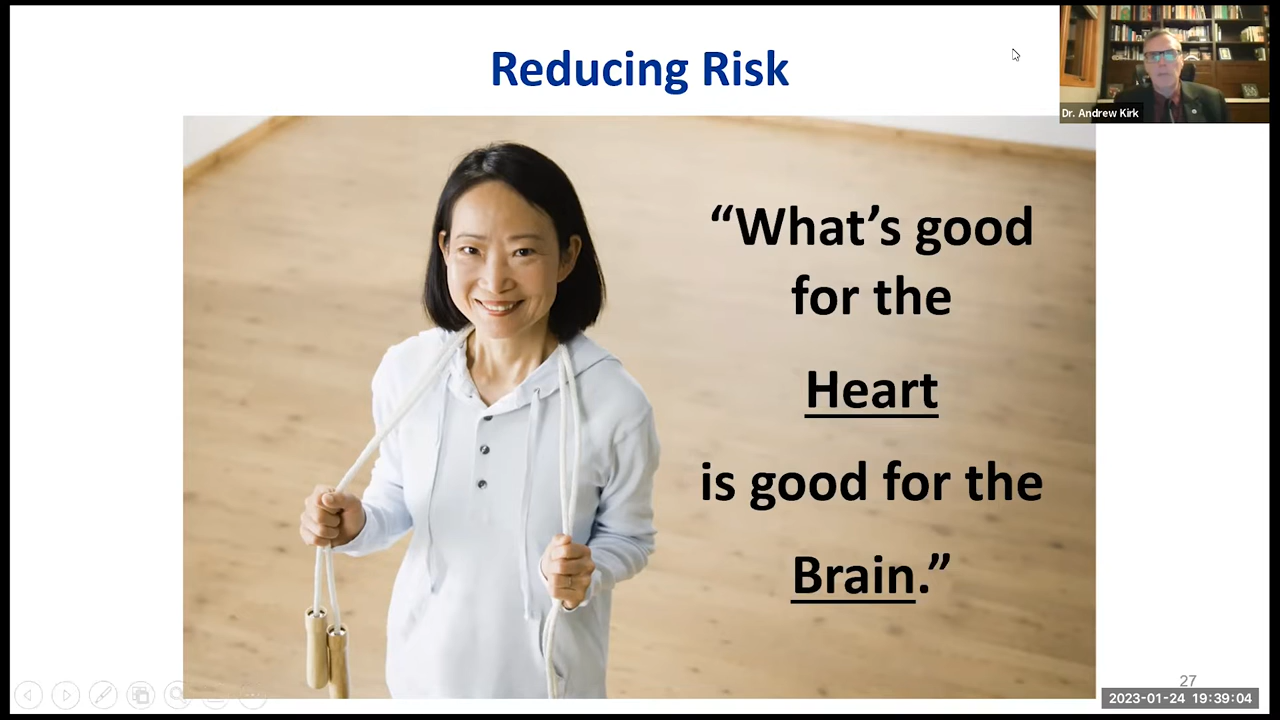 Reducing Risk
Dr. Andrew Kirk
“What’s good
for the
Heart
is good for the
Brain.”
27
2023-01-24 19:39:04